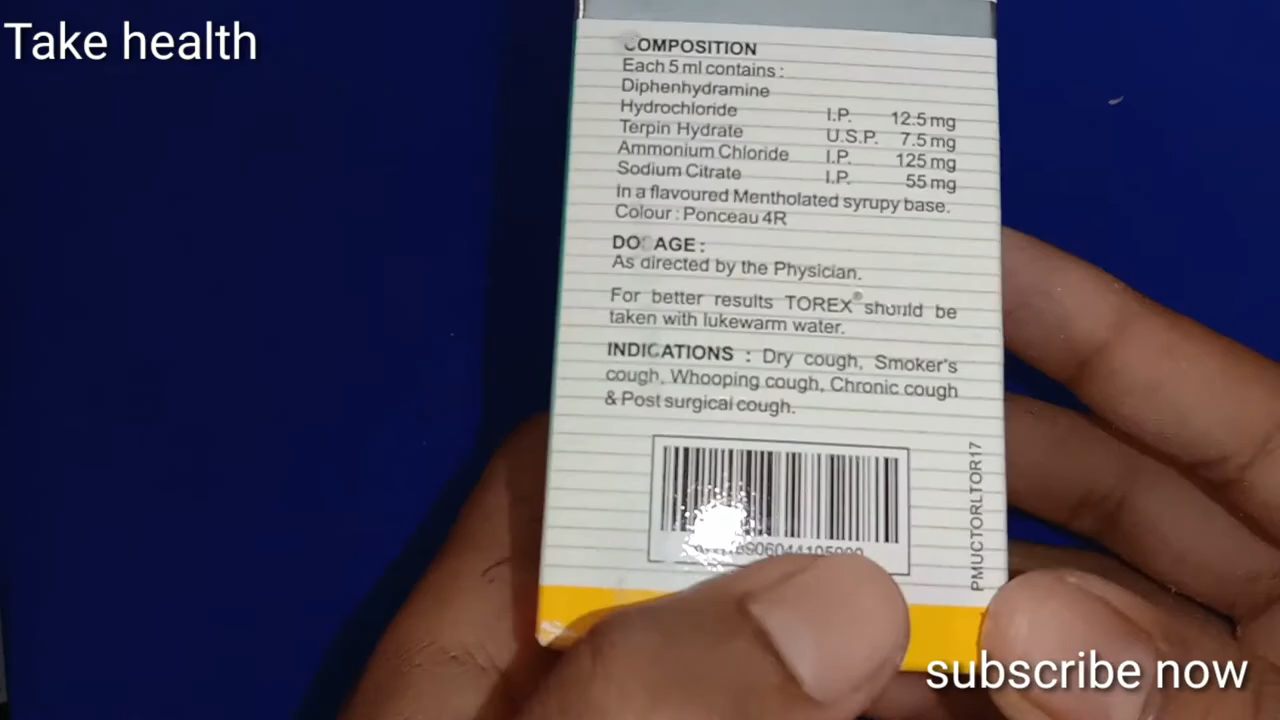 Take health
COMPOSITION
Each 5 ml contains :
Diphenhydramine
Hydrochloride I.P. 12.5 mg
Terpin Hydrate U.S.P. 7.5 mg
Ammonium Chloride I.P. 125 mg
Sodium Citrate I.P. 55 mg
In a flavoured Mentholated syrupy base.
Colour : Ponceau 4R
DOSAGE :
As directed by the Physician.
For better results TOREX® should be
taken with lukewarm water.
INDICATIONS : Dry cough, Smoker's
cough, Whooping cough, Chronic cough
& Post surgical cough.
PMUCTORLTOR17
subscribe now